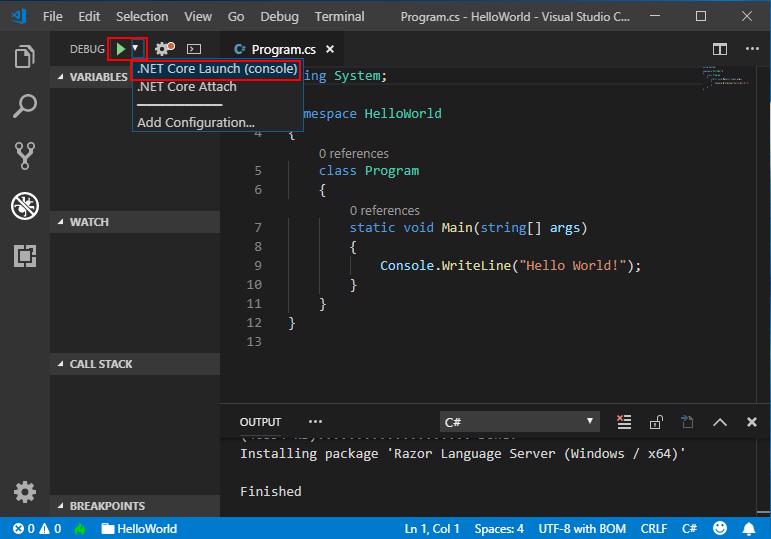 File Edit Selection View Go Debug Terminal Program.cs - HelloWorld - Visual Studio C...
DEBUG
Program.cs
.NET Core Launch (console)
.NET Core Attach
Add Configuration...
VARIABLES
WATCH
CALL STACK
BREAKPOINTS
System;
HelloWorld
4 {
0 references
5 class Program
6 {
0 references
7 static void Main(string[] args)
8 {
9 Console.WriteLine("Hello World!");
10 }
11 }
12 }
13
OUTPUT C#
Installing package 'Razor Language Server (Windows / x64)'
Finished
0 0 HelloWorld Ln 1, Col 1 Spaces: 4 UTF-8 with BOM CRLF C#